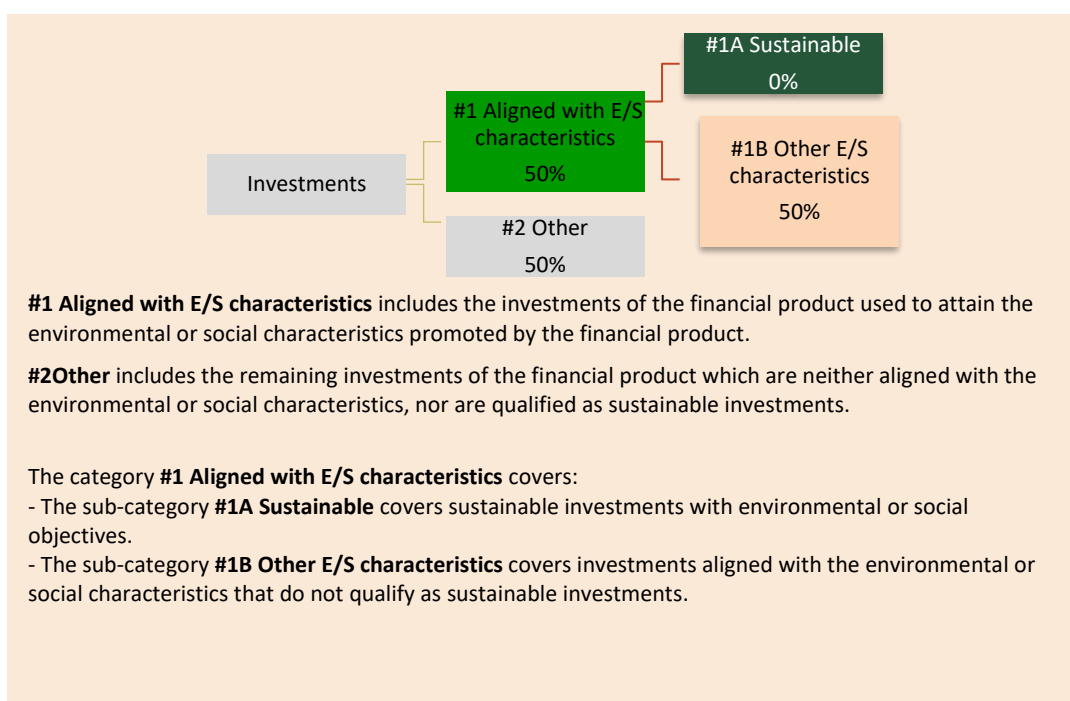 #1A Sustainable
0%
#1 Aligned with E/S
characteristics
50%
#1B Other E/S
characteristics
50%
Investments
#2 Other
50%
#1 Aligned with E/S characteristics includes the investments of the financial product used to attain the
environmental or social characteristics promoted by the financial product.
#2Other includes the remaining investments of the financial product which are neither aligned with the
environmental or social characteristics, nor are qualified as sustainable investments.
The category #1 Aligned with E/S characteristics covers:
- The sub-category #1A Sustainable covers sustainable investments with environmental or social
objectives.
- The sub-category #1B Other E/S characteristics covers investments aligned with the environmental or
social characteristics that do not qualify as sustainable investments.